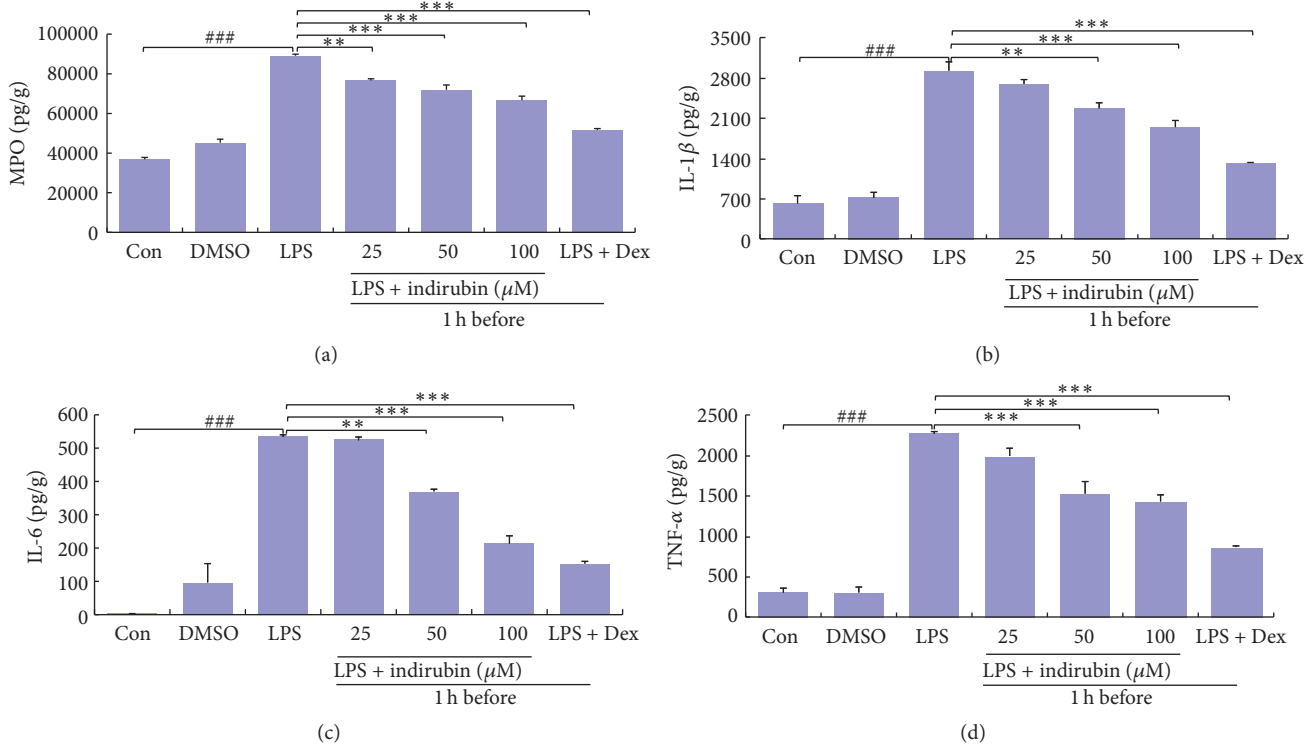 ***
***
***
**
###
100000
80000
60000
40000
20000
0
MPO (pg/g)
Con DMSO LPS 25 50 100 LPS + Dex
LPS + indirubin (μM)
1 h before
(a)
***
***
**
###
3500
2800
2100
1400
700
0
IL-1β (pg/g)
Con DMSO LPS 25 50 100 LPS + Dex
LPS + indirubin (μM)
1 h before
(b)
***
***
**
###
600
500
400
300
200
100
0
IL-6 (pg/g)
Con DMSO LPS 25 50 100 LPS + Dex
LPS + indirubin (μM)
1 h before
(c)
***
***
***
###
2500
2000
1500
1000
500
0
TNF-α (pg/g)
Con DMSO LPS 25 50 100 LPS + Dex
LPS + indirubin (μM)
1 h before
(d)